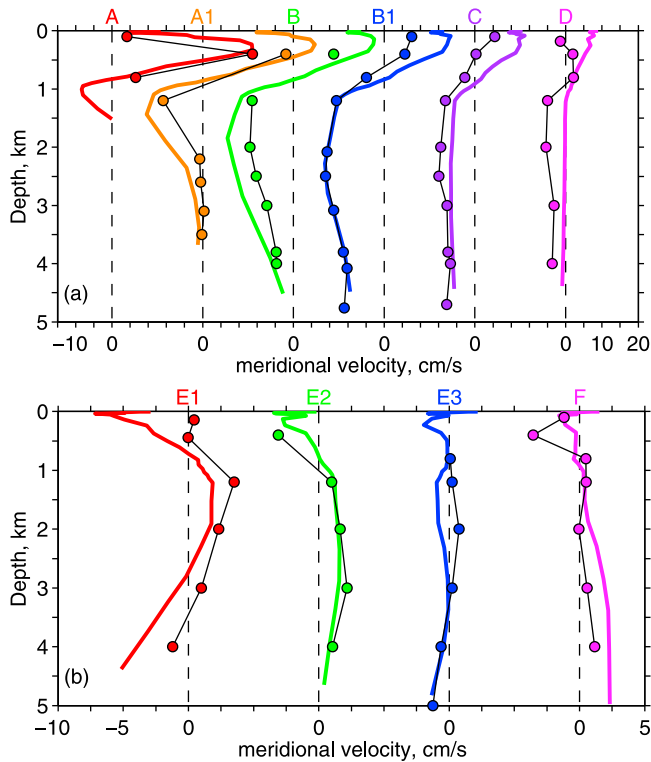 A A1 B B1 C D
0
1
2
3
4
5
Depth, km
(a)
−10 0 0 0 0 0 0 10 20
meridional velocity, cm/s
E1 E2 E3 F
0
1
2
3
4
5
Depth, km
(b)
−10 −5 0 0 0 0 5
meridional velocity, cm/s